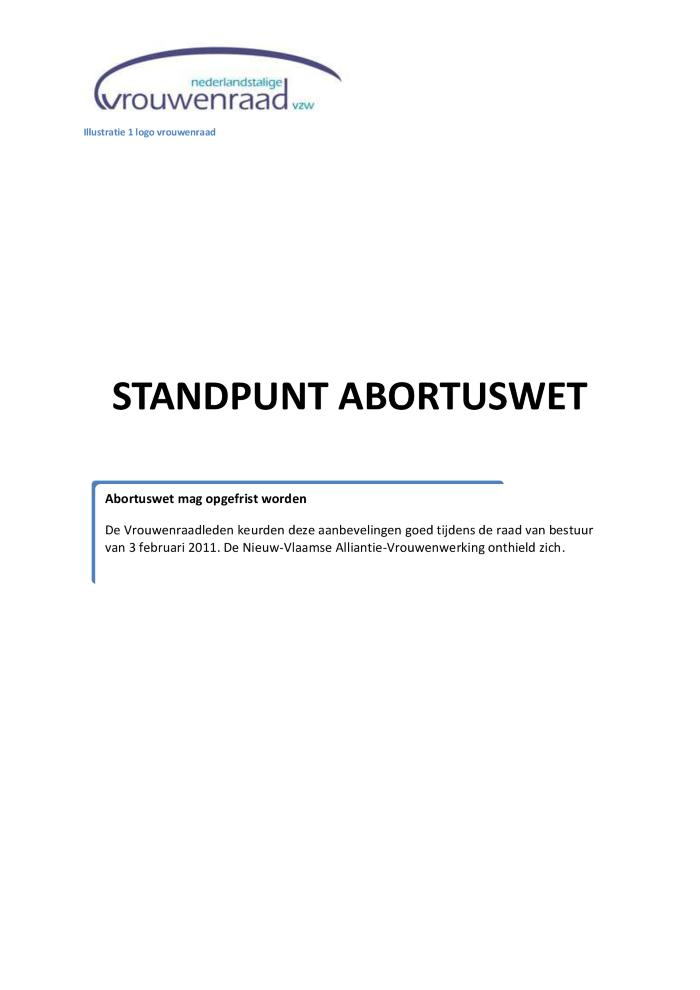 nederlandstalige
vrouwenraad vzw
Illustratie 1 logo vrouwenraad
STANDPUNT ABORTUSWET
Abortuswet mag opgefrist worden
De Vrouwenraadleden keurden deze aanbevelingen goed tijdens de raad van bestuur
van 3 februari 2011. De Nieuw-Vlaamse Alliantie-Vrouwenwerking onthield zich.